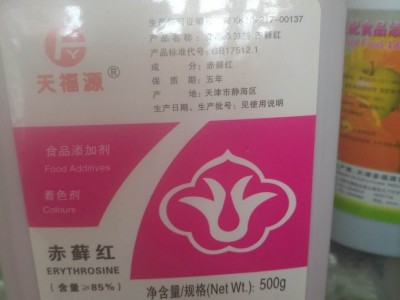 天福源®
产品标准代号：GB17512.1
成　　分：赤藓红
保 质 期：五年
产　　地：天津市静海区
生产日期、生产批号：见使用说明
食品添加剂
Food Additives
着色剂
Colours
赤藓红
ERYTHROSINE
(含量≥85%)
净含量/规格(Net Wt.)：500g